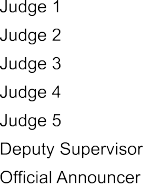 Judge 1
Judge 2
Judge 3
Judge 4
Judge 5
Deputy Supervisor
Official Announcer